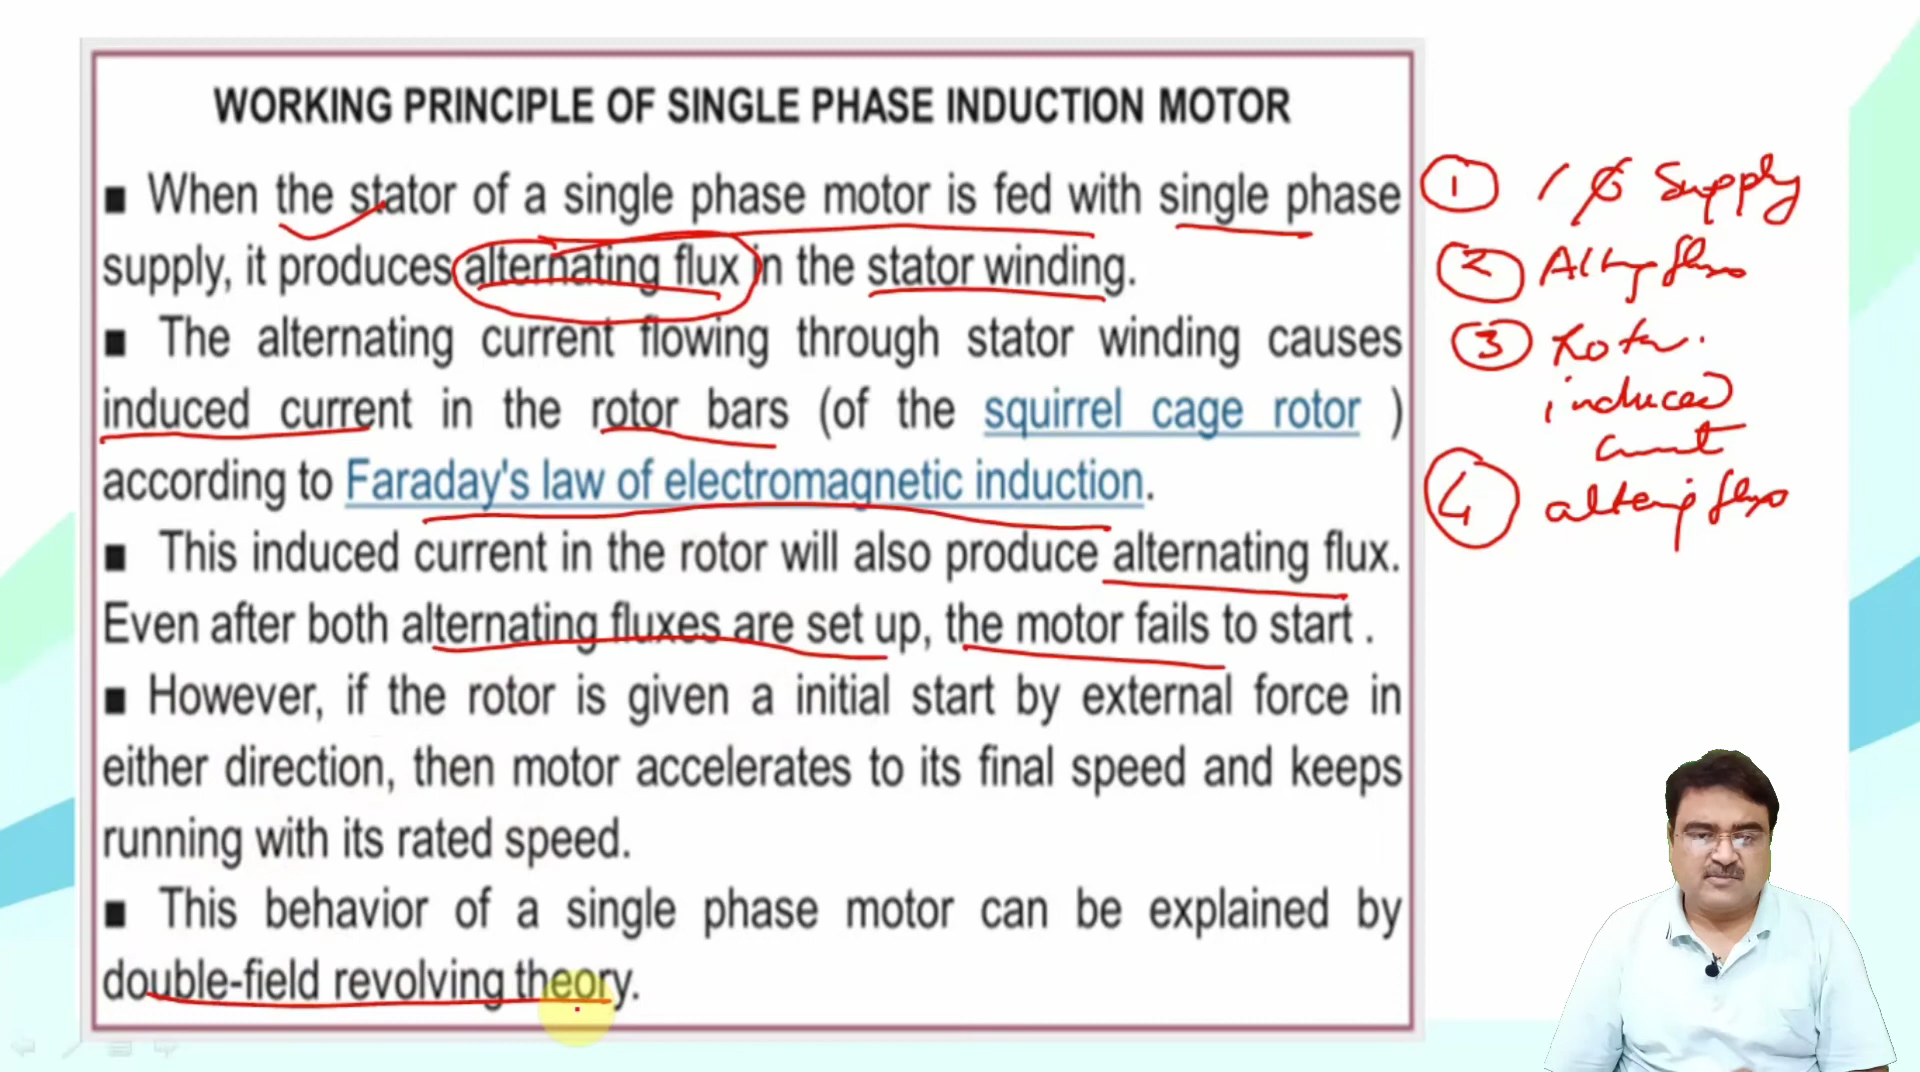 WORKING PRINCIPLE OF SINGLE PHASE INDUCTION MOTOR
■ When the stator of a single phase motor is fed with single phase
supply, it produces alternating flux in the stator winding.
■ The alternating current flowing through stator winding causes
induced current in the rotor bars (of the squirrel cage rotor )
according to Faraday's law of electromagnetic induction.
■ This induced current in the rotor will also produce alternating flux.
Even after both alternating fluxes are set up, the motor fails to start .
■ However, if the rotor is given a initial start by external force in
either direction, then motor accelerates to its final speed and keeps
running with its rated speed.
■ This behavior of a single phase motor can be explained by
double-field revolving theory.
1 1 ϕ Supply
2 flux
3 Rotor.
induced
4 flux